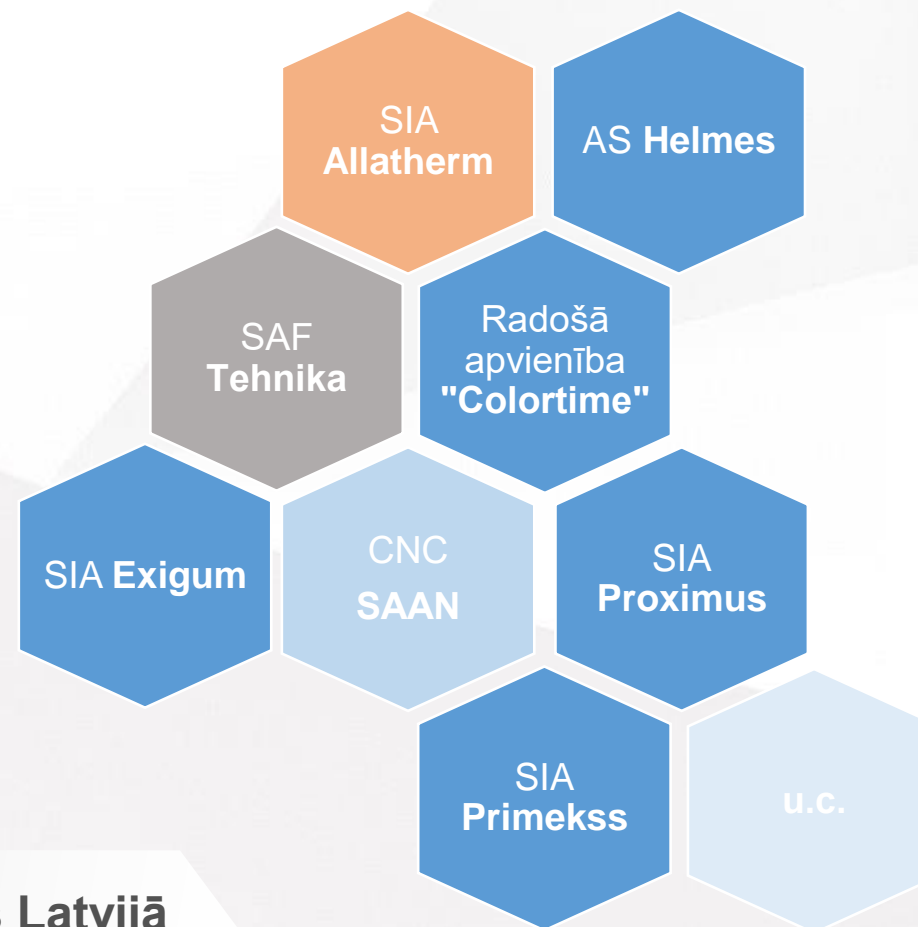 SIA
Allatherm
AS Helmes
SAF
Tehnika
Radošā
apvienība
"Colortime"
SIA Exigum
CNC
SAAN
SIA
Proximus
SIA
Primekss
u.c.
Latvijā